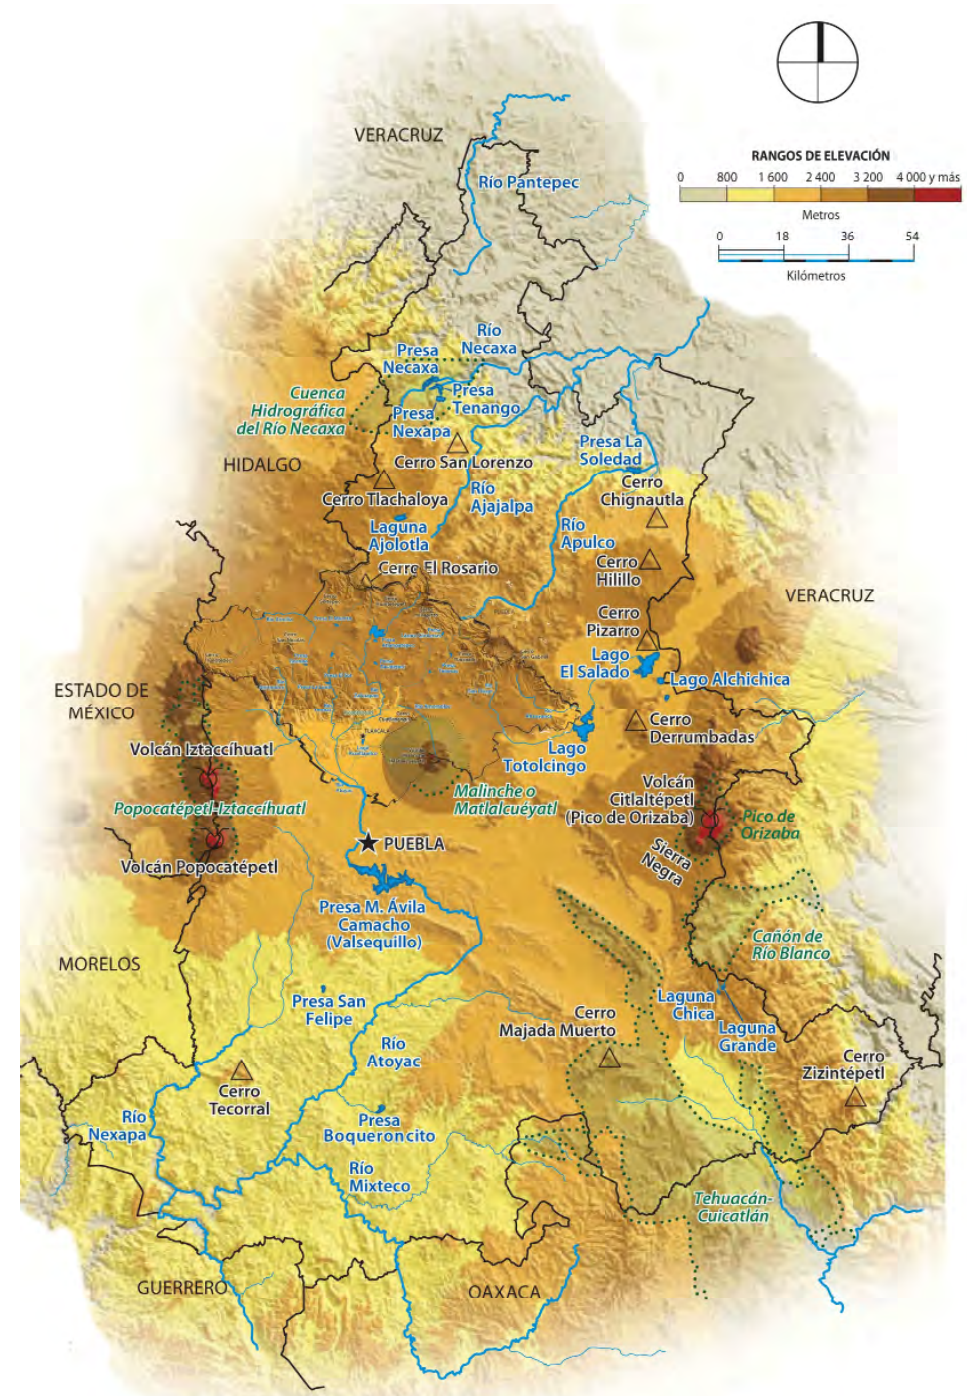 VERACRUZ
RANGOS DE ELEVACIÓN
0 800 1 600 2 400 3 200 4 000 y más
Metros
0 18 36 54
Kilómetros
Río Pantepec
Río
Necaxa
Presa
Necaxa
Cuenca
Hidrográfica
del Río Necaxa
Presa
Tenango
Presa
Nexapa
Presa La
Soledad
HIDALGO
Cerro San Lorenzo
Cerro Tlachaloya
Río
Ajajalpa
Cerro
Chignautla
Laguna
Ajolotla
Río
Apulco
Cerro El Rosario
Cerro
Hilillo
VERACRUZ
Cerro
Pizarro
Lago
El Salado
Lago Alchichica
ESTADO DE
MÉXICO
Cerro
Derrumbadas
TLAXCALA
Volcán Iztaccíhuatl
Lago
Totolcingo
Popocatépetl-Iztaccíhuatl
Malinche o
Matlalcuéyatl
Volcán
Citlaltépetl
(Pico de Orizaba)
Pico de
Orizaba
PUEBLA
Sierra
Negra
Volcán Popocatépetl
Presa M. Ávila
Camacho
(Valsequillo)
Cañón de
Río Blanco
MORELOS
Presa San
Felipe
Laguna
Chica
Laguna
Grande
Cerro
Majada Muerto
Río
Atoyac
Cerro
Zizintépetl
Cerro
Tecorral
Río
Nexapa
Presa
Boqueroncito
Río
Mixteco
Tehuacán-
Cuicatlán
GUERRERO
OAXACA